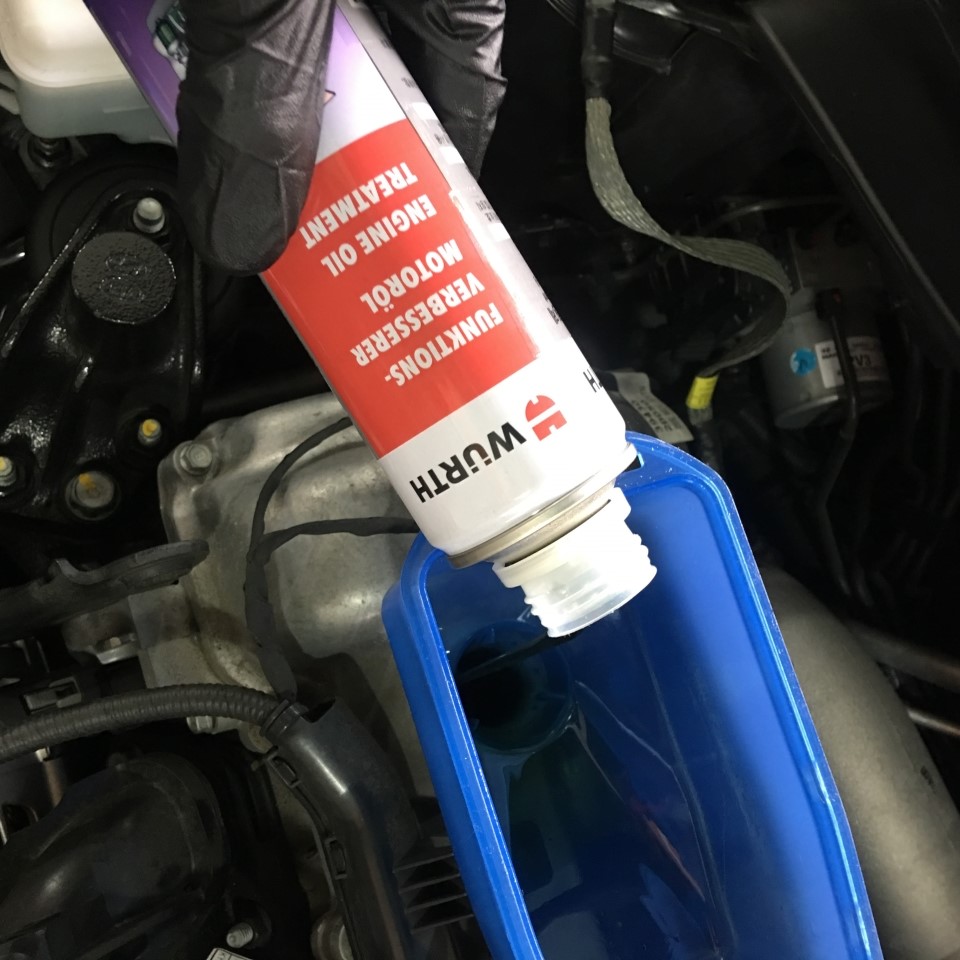 WÜRTH
FUNKTIONS-
VERBESSERER
MOTORÖL
ENGINE OIL
TREATMENT